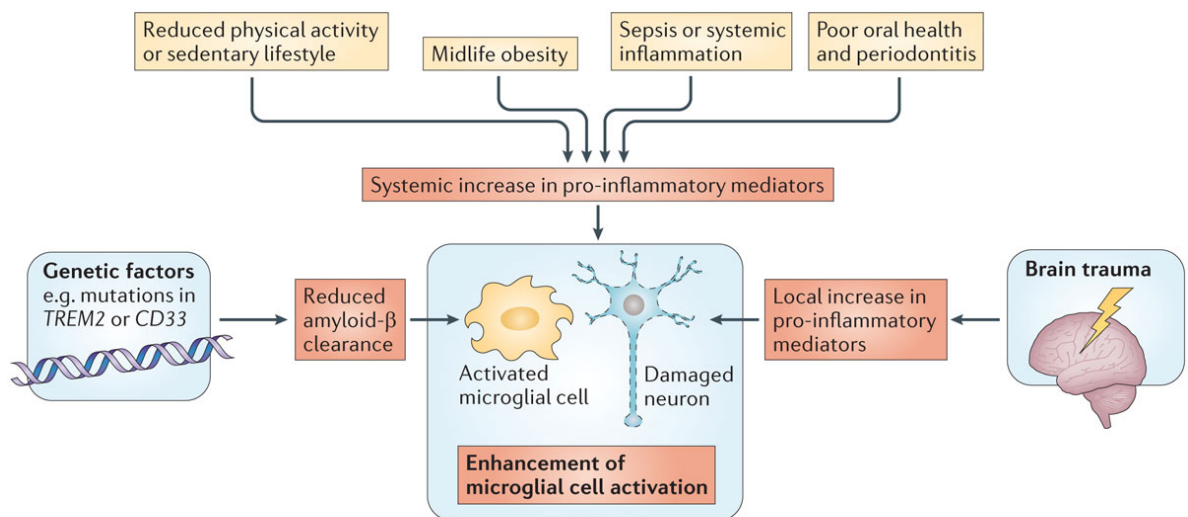 Reduced physical activity
or sedentary lifestyle
Midlife obesity
Sepsis or systemic
inflammation
Poor oral health
and periodontitis
Systemic increase in pro-inflammatory mediators
Genetic factors
e.g. mutations in
TREM2 or CD33
Reduced
amyloid-β
clearance
Activated
microglial cell
Damaged
neuron
Enhancement of
microglial cell activation
Local increase in
pro-inflammatory
mediators
Brain trauma